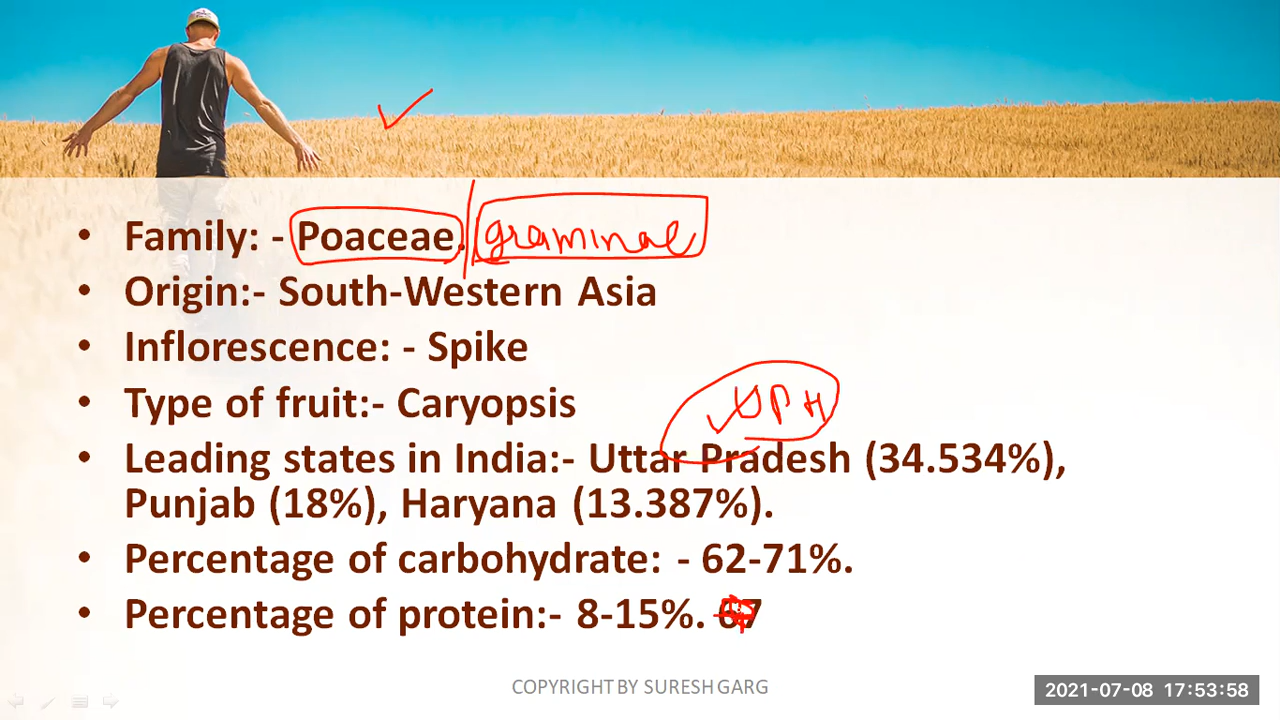 • Family: - Poaceae. / graminae
• Origin:- South-Western Asia
• Inflorescence: - Spike
• Type of fruit:- Caryopsis
UPH
• Leading states in India:- Uttar Pradesh (34.534%),
Punjab (18%), Haryana (13.387%).
• Percentage of carbohydrate: - 62-71%.
• Percentage of protein:- 8-15%. 67
COPYRIGHT BY SURESH GARG
2021-07-08 17:53:58